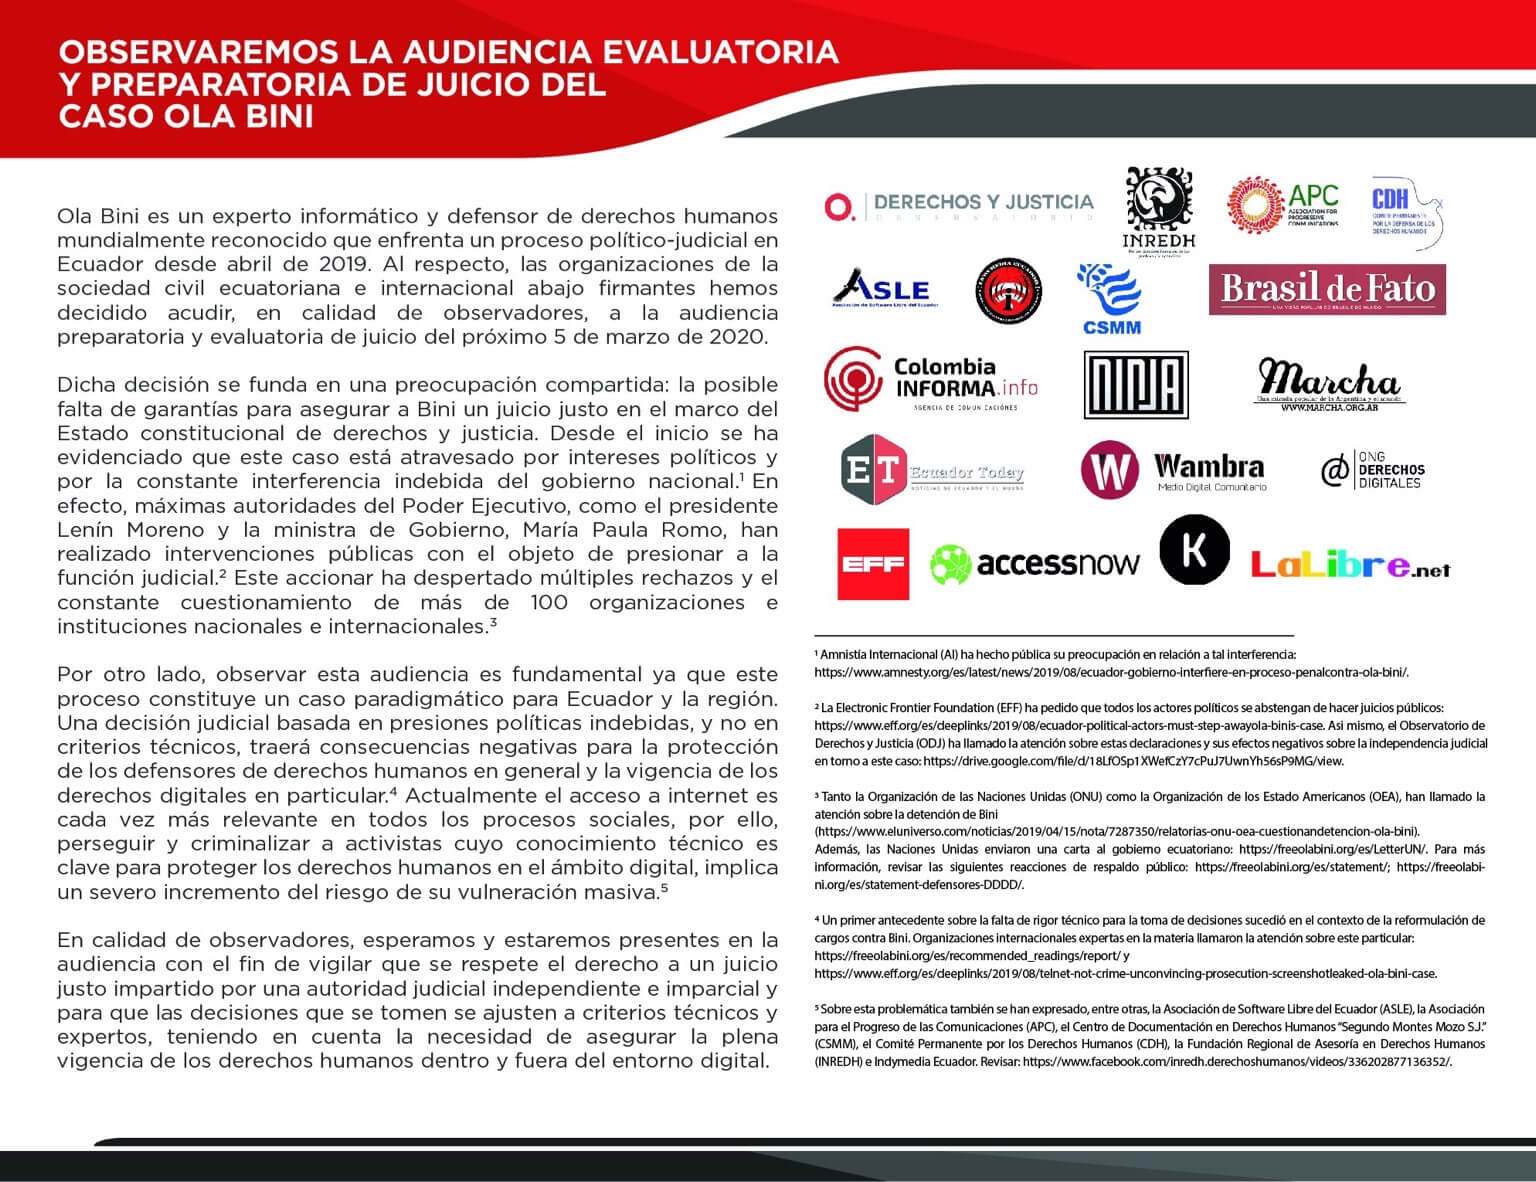 OBSERVAREMOS LA AUDIENCIA EVALUATORIA
Y PREPARATORIA DE JUICIO DEL
CASO OLA BINI
Ola Bini es un experto informático y defensor de derechos humanos
mundialmente reconocido que enfrenta un proceso político-judicial en
Ecuador desde abril de 2019. Al respecto, las organizaciones de la
sociedad civil ecuatoriana e internacional abajo firmantes hemos
decidido acudir, en calidad de observadores, a la audiencia
preparatoria y evaluatoria de juicio del próximo 5 de marzo de 2020.
Dicha decisión se funda en una preocupación compartida: la posible
falta de garantías para asegurar a Bini un juicio justo en el marco del
Estado constitucional de derechos y justicia. Desde el inicio se ha
evidenciado que este caso está atravesado por intereses políticos y
por la constante interferencia indebida del gobierno nacional.¹ En
efecto, máximas autoridades del Poder Ejecutivo, como el presidente
Lenín Moreno y la ministra de Gobierno, María Paula Romo, han
realizado intervenciones públicas con el objeto de presionar a la
función judicial.² Este accionar ha despertado múltiples rechazos y el
constante cuestionamiento de más de 100 organizaciones e
instituciones nacionales e internacionales.³
Por otro lado, observar esta audiencia es fundamental ya que este
proceso constituye un caso paradigmático para Ecuador y la región.
Una decisión judicial basada en presiones políticas indebidas, y no en
criterios técnicos, traerá consecuencias negativas para la protección
de los defensores de derechos humanos en general y la vigencia de los
derechos digitales en particular.⁴ Actualmente el acceso a internet es
cada vez más relevante en todos los procesos sociales, por ello,
perseguir y criminalizar a activistas cuyo conocimiento técnico es
clave para proteger los derechos humanos en el ámbito digital, implica
un severo incremento del riesgo de su vulneración masiva.⁵
En calidad de observadores, esperamos y estaremos presentes en la
audiencia con el fin de vigilar que se respete el derecho a un juicio
justo impartido por una autoridad judicial independiente e imparcial y
para que las decisiones que se tomen se ajusten a criterios técnicos y
expertos, teniendo en cuenta la necesidad de asegurar la plena
vigencia de los derechos humanos dentro y fuera del entorno digital.
O. DERECHOS Y JUSTICIA
OBSERVATORIO
INREDH
APC
ASSOCIATION FOR
PROGRESSIVE
COMMUNICATIONS
CDH
COMITÉ PERMANENTE
POR LA DEFENSA DE LOS
DERECHOS HUMANOS
ASLE
Asociación de Software Libre del Ecuador
CSMM
Brasil de Fato
Colombia
INFORMA.info
AGENCIA DE COMUNICACIONES
NINJA
Marcha
Una mirada popular de la Argentina y el mundo
WWW.MARCHA.ORG.AR
ET Ecuador Today
NOTICIAS DE ECUADOR Y EL MUNDO
W Wambra
Medio Digital Comunitario
@ ONG
DERECHOS
DIGITALES
EFF
accessnow
K
LaLibre.net
¹ Amnistía Internacional (AI) ha hecho pública su preocupación en relación a tal interferencia:
https://www.amnesty.org/es/latest/news/2019/08/ecuador-gobierno-interfiere-en-proceso-penalcontra-ola-bini/.
² La Electronic Frontier Foundation (EFF) ha pedido que todos los actores políticos se abstengan de hacer juicios públicos:
https://www.eff.org/es/deeplinks/2019/08/ecuador-political-actors-must-step-awayola-binis-case. Asi mismo, el Observatorio de
Derechos y Justicia (ODJ) ha llamado la atención sobre estas declaraciones y sus efectos negativos sobre la independencia judicial
en torno a este caso: https://drive.google.com/file/d/18LfOSp1XWefCzY7cPuJ7UwnYh56sP9MG/view.
³ Tanto la Organización de las Naciones Unidas (ONU) como la Organización de los Estado Americanos (OEA), han llamado la
atención sobre la detención de Bini
(https://www.eluniverso.com/noticias/2019/04/15/nota/7287350/relatorias-onu-oea-cuestionandetencion-ola-bini).
Además, las Naciones Unidas enviaron una carta al gobierno ecuatoriano: https://freeolabini.org/es/LetterUN/. Para más
información, revisar las siguientes reacciones de respaldo público: https://freeolabini.org/es/statement/; https://freeolabi-
ni.org/es/statement-defensores-DDDD/.
⁴ Un primer antecedente sobre la falta de rigor técnico para la toma de decisiones sucedió en el contexto de la reformulación de
cargos contra Bini. Organizaciones internacionales expertas en la materia llamaron la atención sobre este particular:
https://freeolabini.org/es/recommended_readings/report/ y
https://www.eff.org/es/deeplinks/2019/08/telnet-not-crime-unconvincing-prosecution-screenshotleaked-ola-bini-case.
⁵ Sobre esta problemática también se han expresado, entre otras, la Asociación de Software Libre del Ecuador (ASLE), la Asociación
para el Progreso de las Comunicaciones (APC), el Centro de Documentación en Derechos Humanos "Segundo Montes Mozo S.J."
(CSMM), el Comité Permanente por los Derechos Humanos (CDH), la Fundación Regional de Asesoría en Derechos Humanos
(INREDH) e Indymedia Ecuador. Revisar: https://www.facebook.com/inredh.derechoshumanos/videos/336202877136352/.